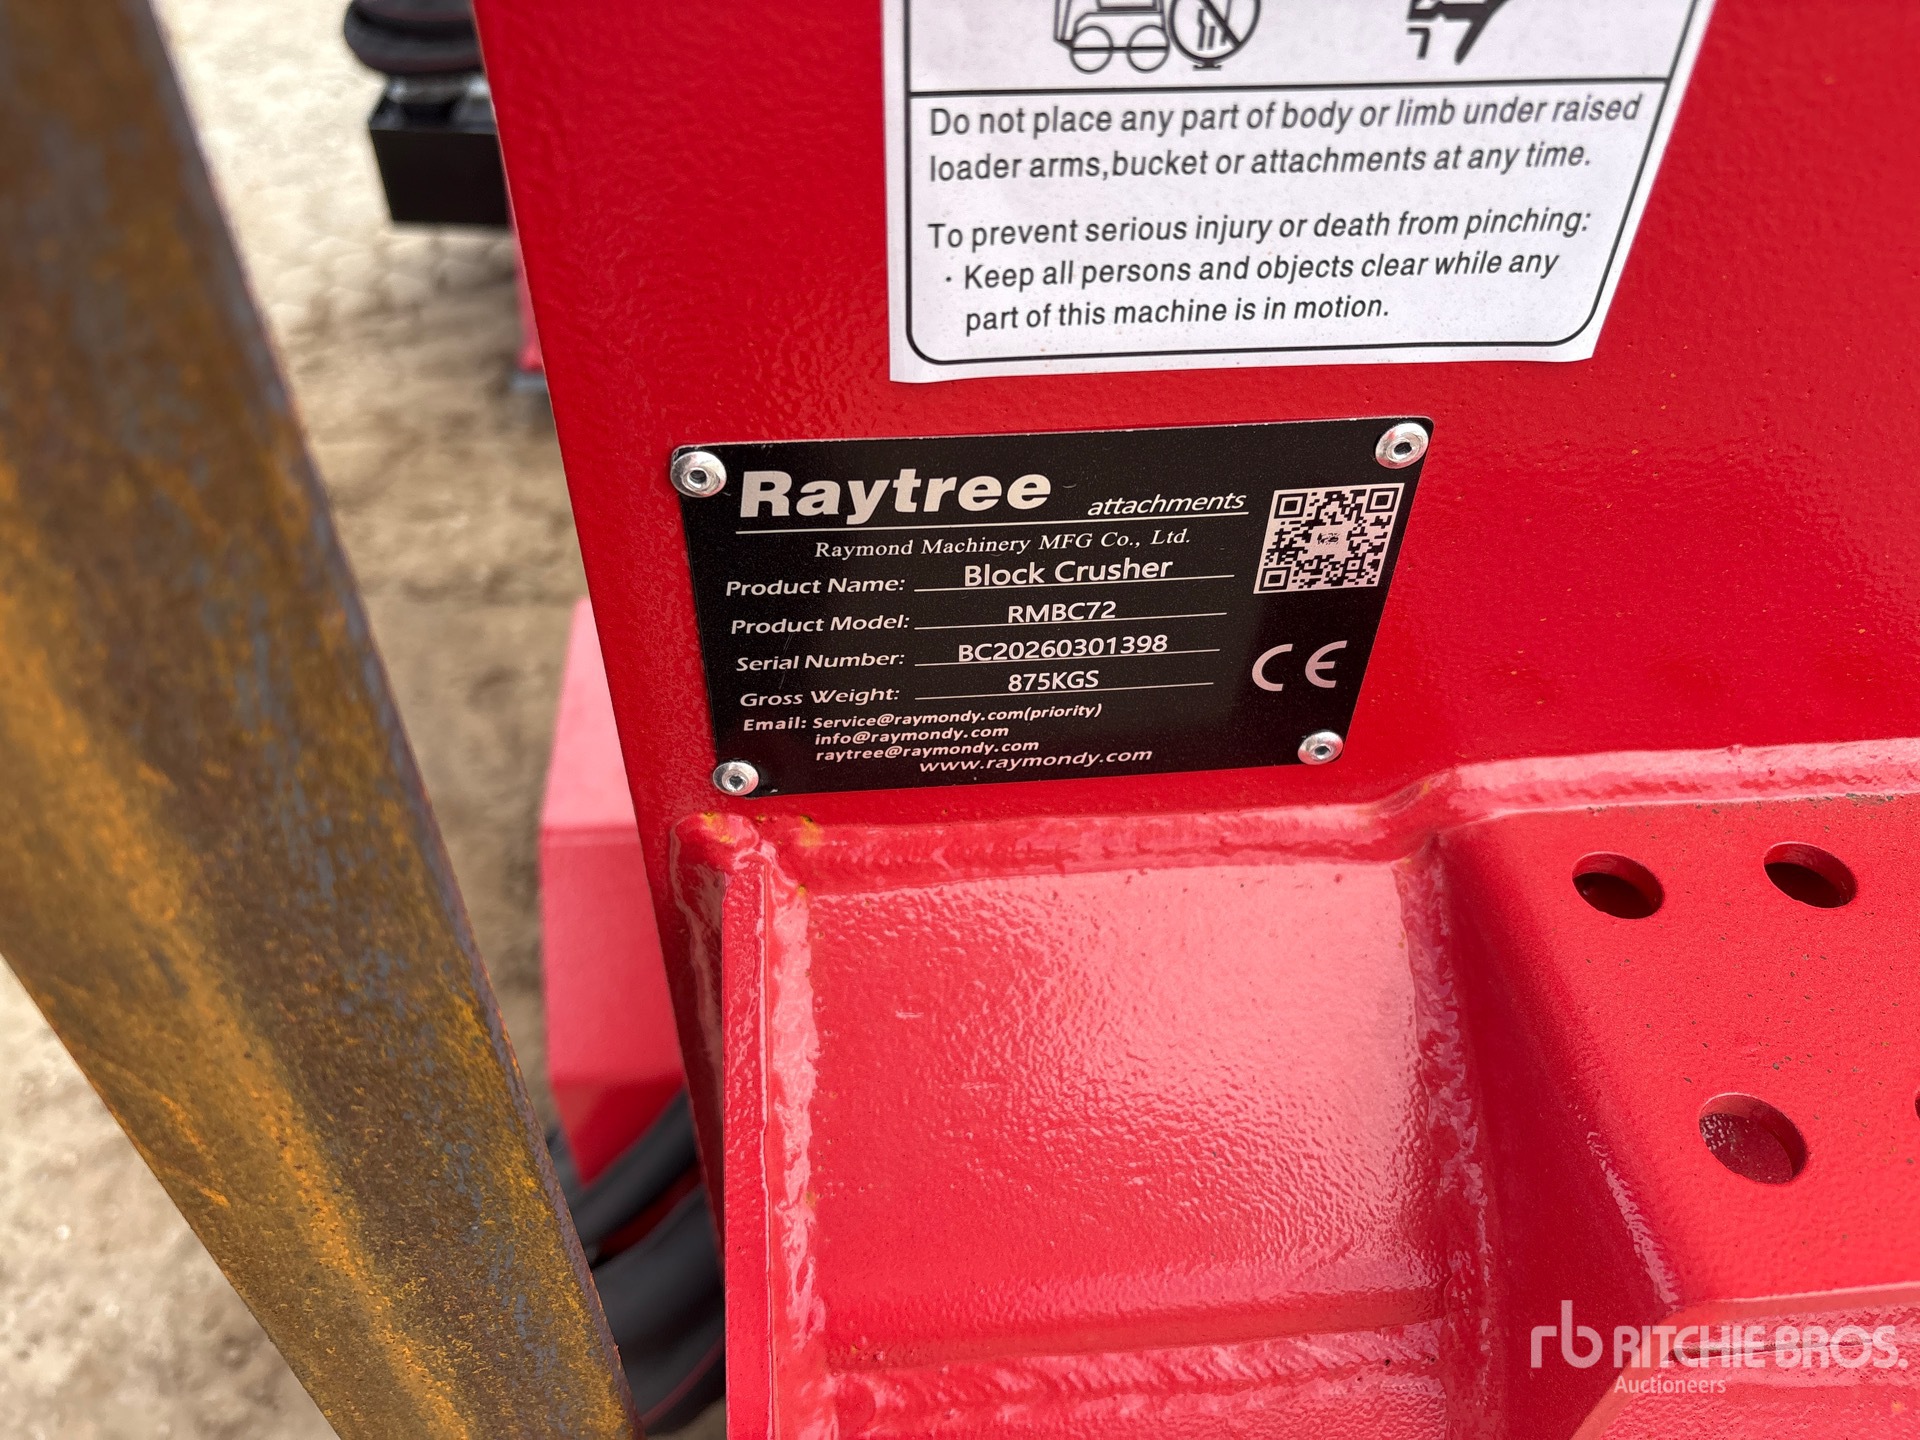 Do not place any part of body or limb under raised
loader arms,bucket or attachments at any time.
To prevent serious injury or death from pinching:
· Keep all persons and objects clear while any
part of this machine is in motion.
Raytree attachments
Raymond Machinery MFG Co., Ltd.
Product Name: Block Crusher
Product Model: RMBC72
Serial Number: BC20260301398
Gross Weight: 875KGS
CE
Email: Service@raymondy.com(priority)
info@raymondy.com
raytree@raymondy.com
www.raymondy.com
rb RITCHIE BROS.
Auctioneers